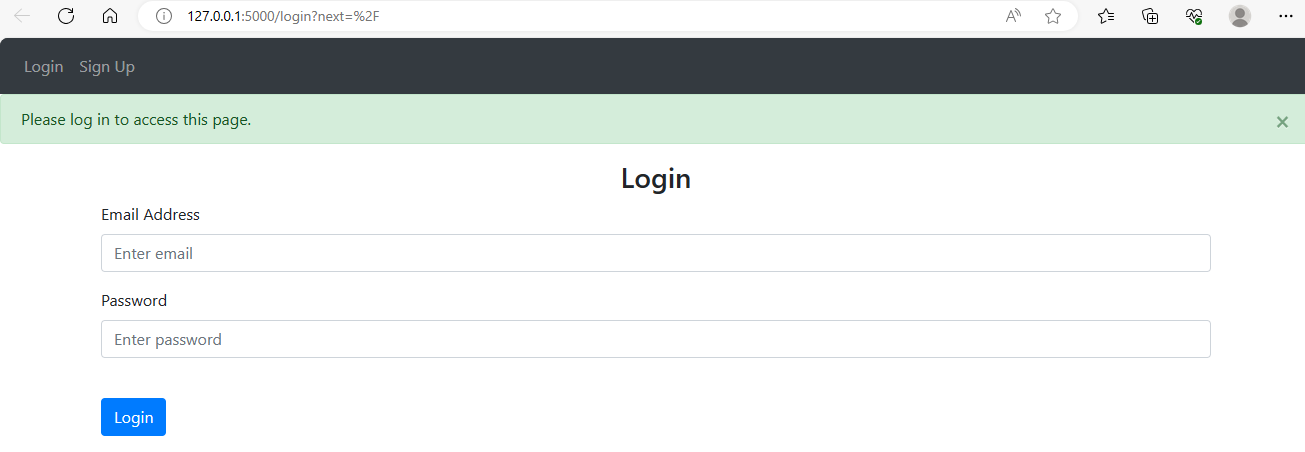 127.0.0.1:5000/login?next=%2F
Login Sign Up
Please log in to access this page. ×
Login
Email Address
Enter email
Password
Enter password
Login